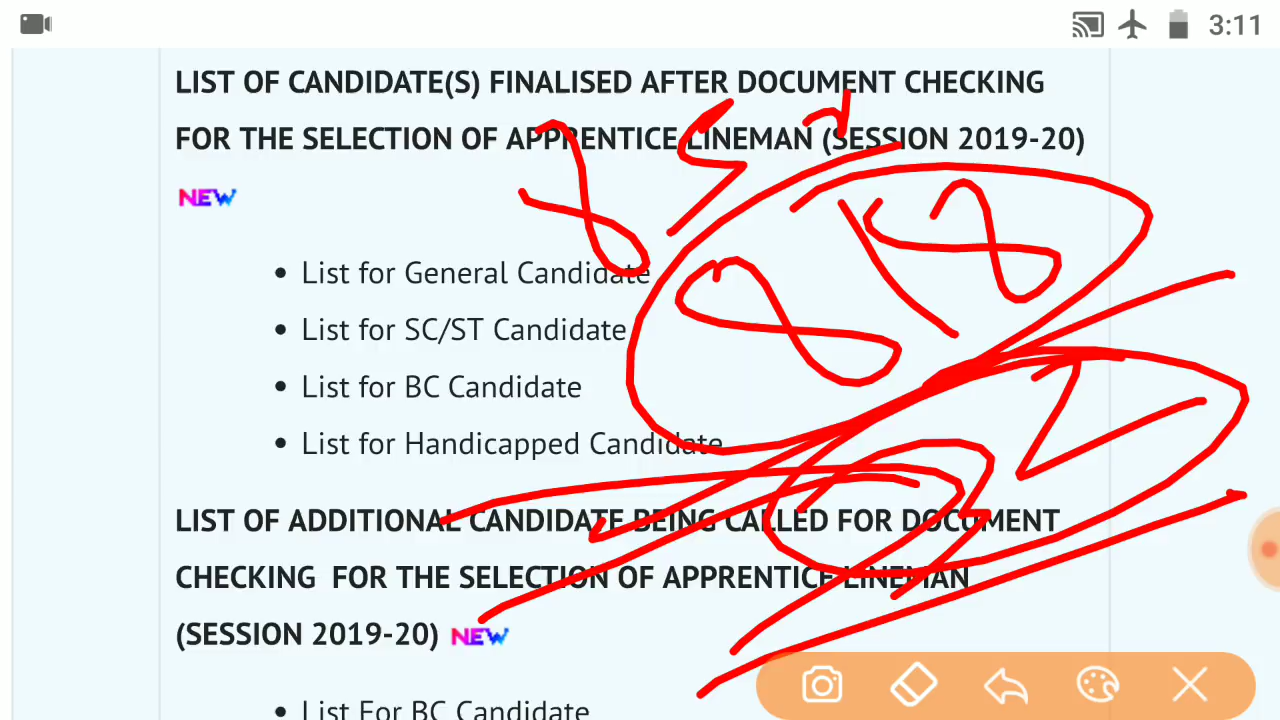 3:11
LIST OF CANDIDATE(S) FINALISED AFTER DOCUMENT CHECKING
FOR THE SELECTION OF APPRENTICE LINEMAN (SESSION 2019-20)
NEW
• List for General Candidate
• List for SC/ST Candidate
• List for BC Candidate
• List for Handicapped Candidate
LIST OF ADDITIONAL CANDIDATE BEING CALLED FOR DOCUMENT
CHECKING FOR THE SELECTION OF APPRENTICE LINEMAN
(SESSION 2019-20) NEW
• List For BC Candidate